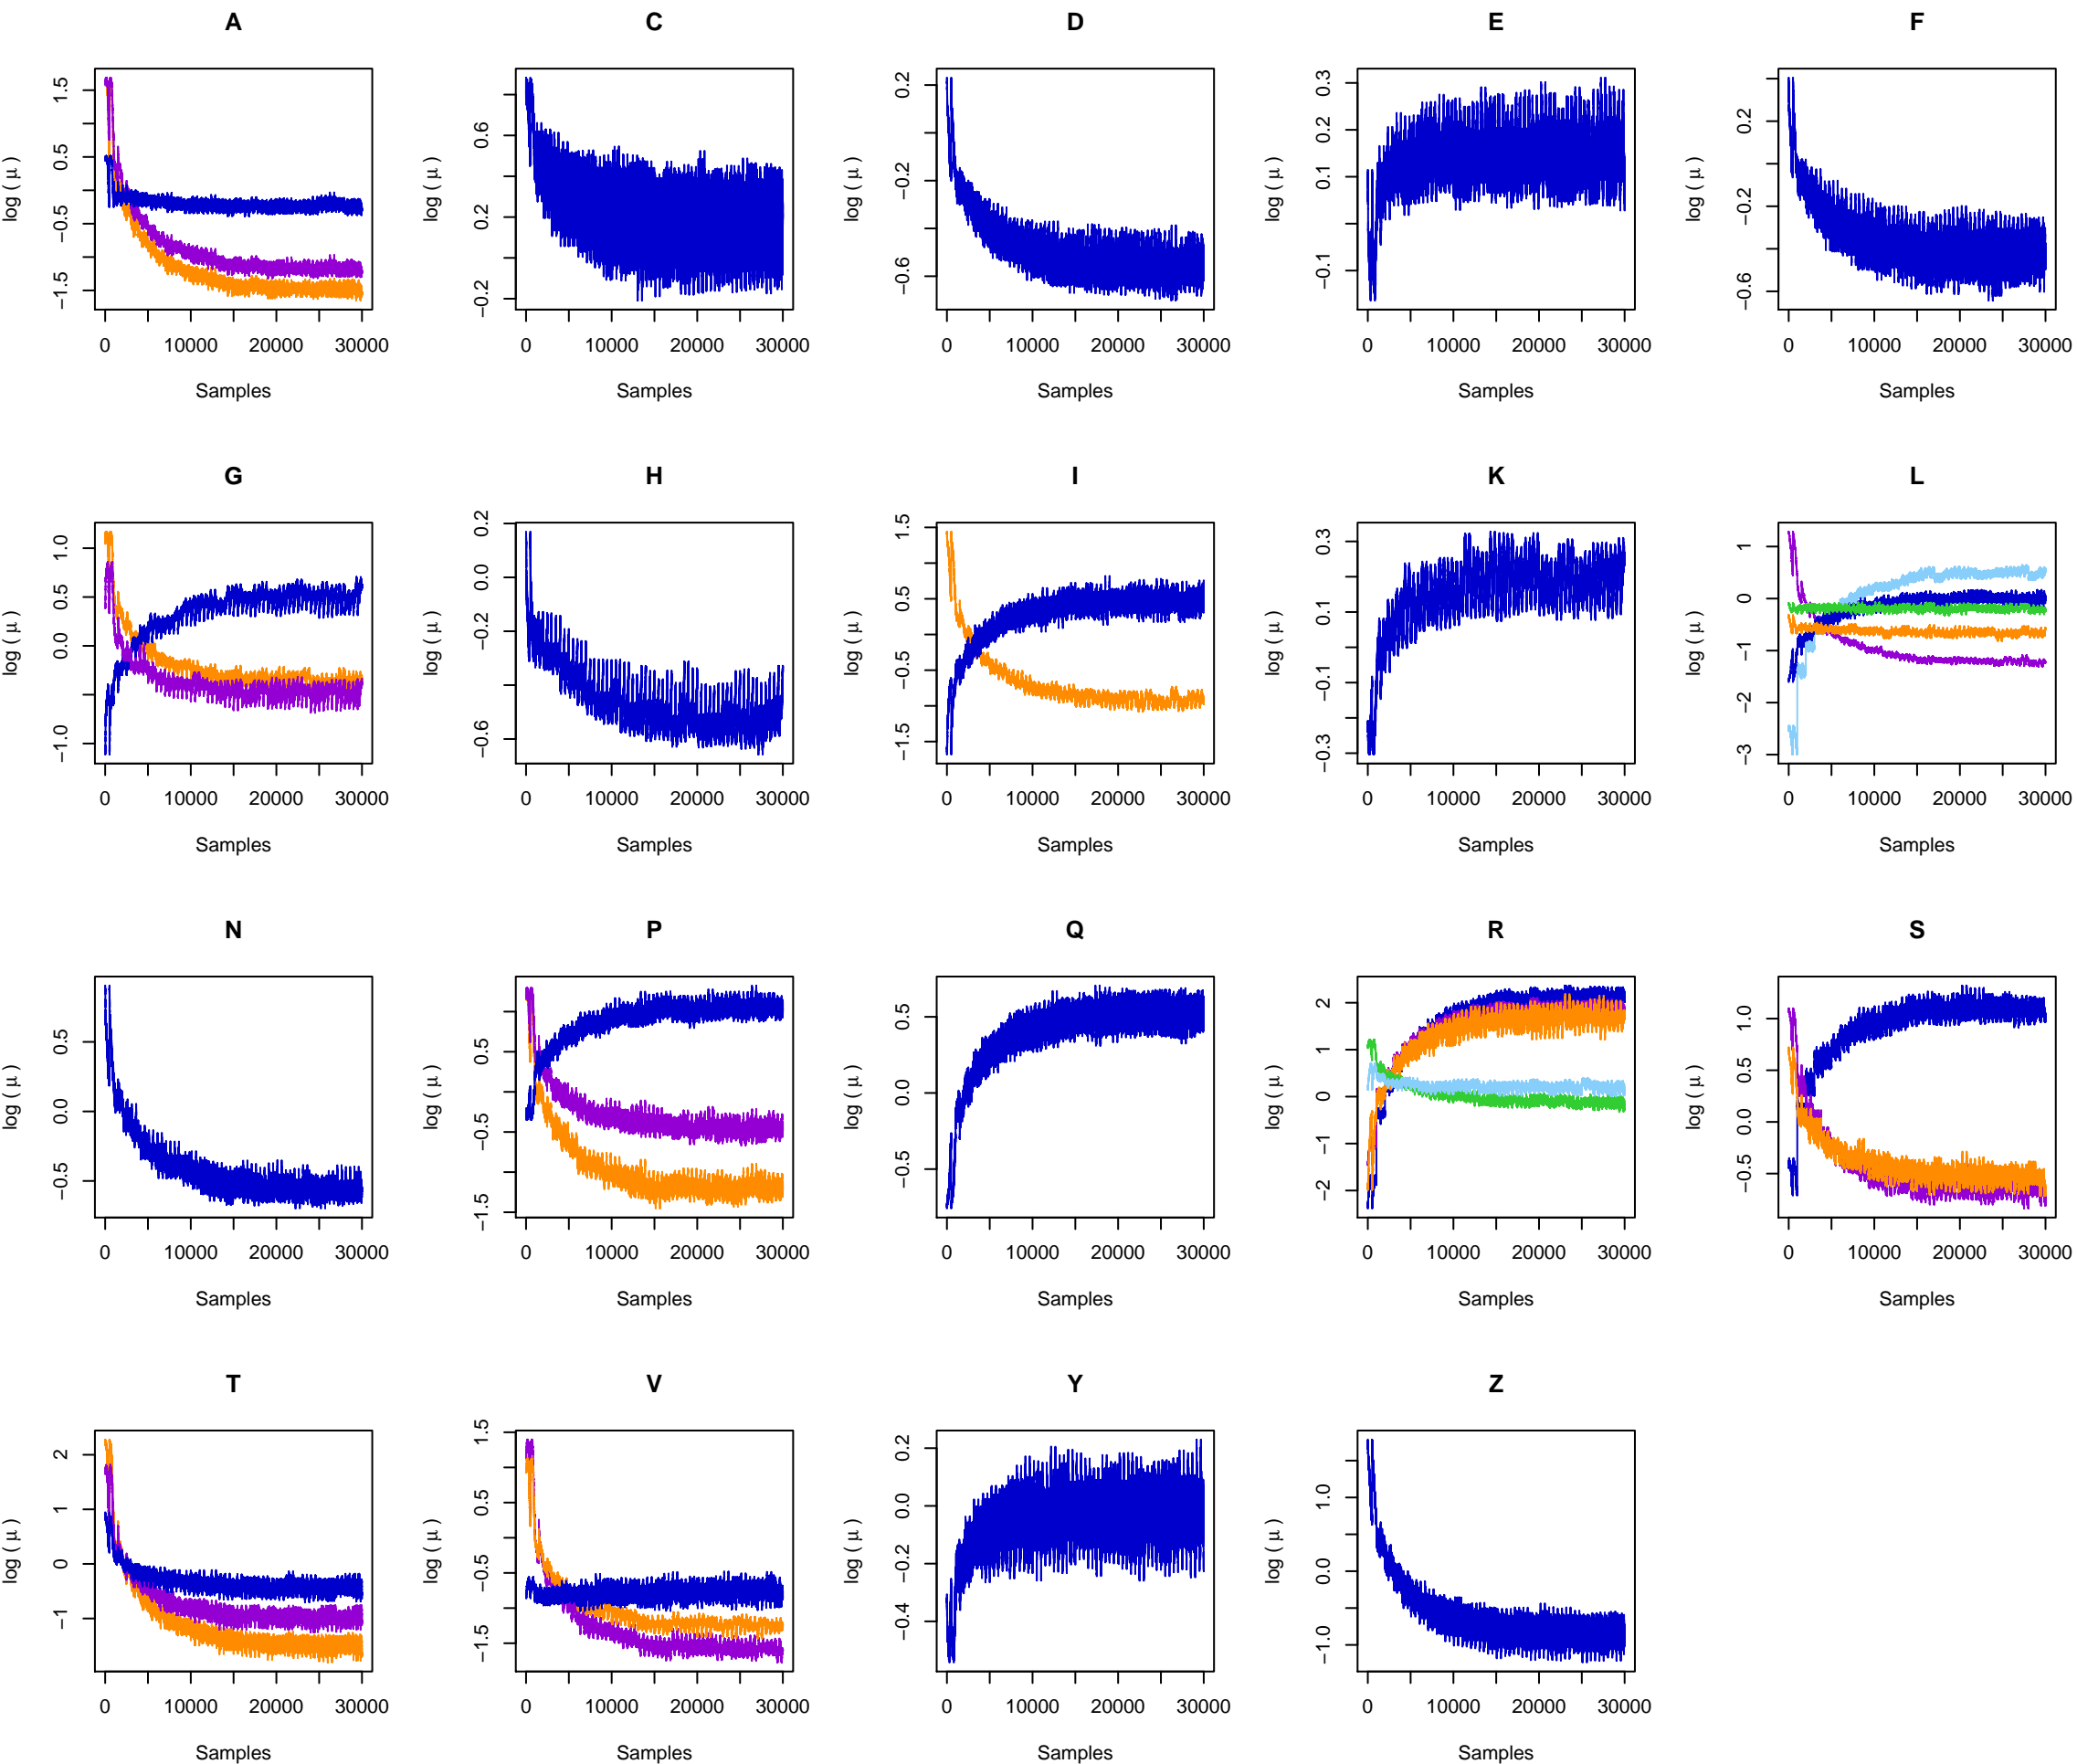 A
log ( μ )
1.5
0.5
−0.5
−1.5
0 10000 20000 30000
Samples
C
log ( μ )
0.6
0.2
−0.2
0 10000 20000 30000
Samples
D
log ( μ )
0.2
−0.2
−0.6
0 10000 20000 30000
Samples
E
log ( μ )
0.3
0.2
0.1
−0.1
0 10000 20000 30000
Samples
F
log ( μ )
0.2
−0.2
−0.6
0 10000 20000 30000
Samples
G
log ( μ )
1.0
0.5
0.0
−1.0
0 10000 20000 30000
Samples
H
log ( μ )
0.2
0.0
−0.2
−0.6
0 10000 20000 30000
Samples
I
log ( μ )
1.5
0.5
−0.5
−1.5
0 10000 20000 30000
Samples
K
log ( μ )
0.3
0.1
−0.1
−0.3
0 10000 20000 30000
Samples
L
log ( μ )
1
0
−1
−2
−3
0 10000 20000 30000
Samples
N
log ( μ )
0.5
0.0
−0.5
0 10000 20000 30000
Samples
P
log ( μ )
0.5
−0.5
−1.5
0 10000 20000 30000
Samples
Q
log ( μ )
0.5
0.0
−0.5
0 10000 20000 30000
Samples
R
log ( μ )
2
1
0
−1
−2
0 10000 20000 30000
Samples
S
log ( μ )
1.0
0.5
0.0
−0.5
0 10000 20000 30000
Samples
T
log ( μ )
2
1
0
−1
0 10000 20000 30000
Samples
V
log ( μ )
1.5
0.5
−0.5
−1.5
0 10000 20000 30000
Samples
Y
log ( μ )
0.2
0.0
−0.2
−0.4
0 10000 20000 30000
Samples
Z
log ( μ )
1.0
0.0
−1.0
0 10000 20000 30000
Samples